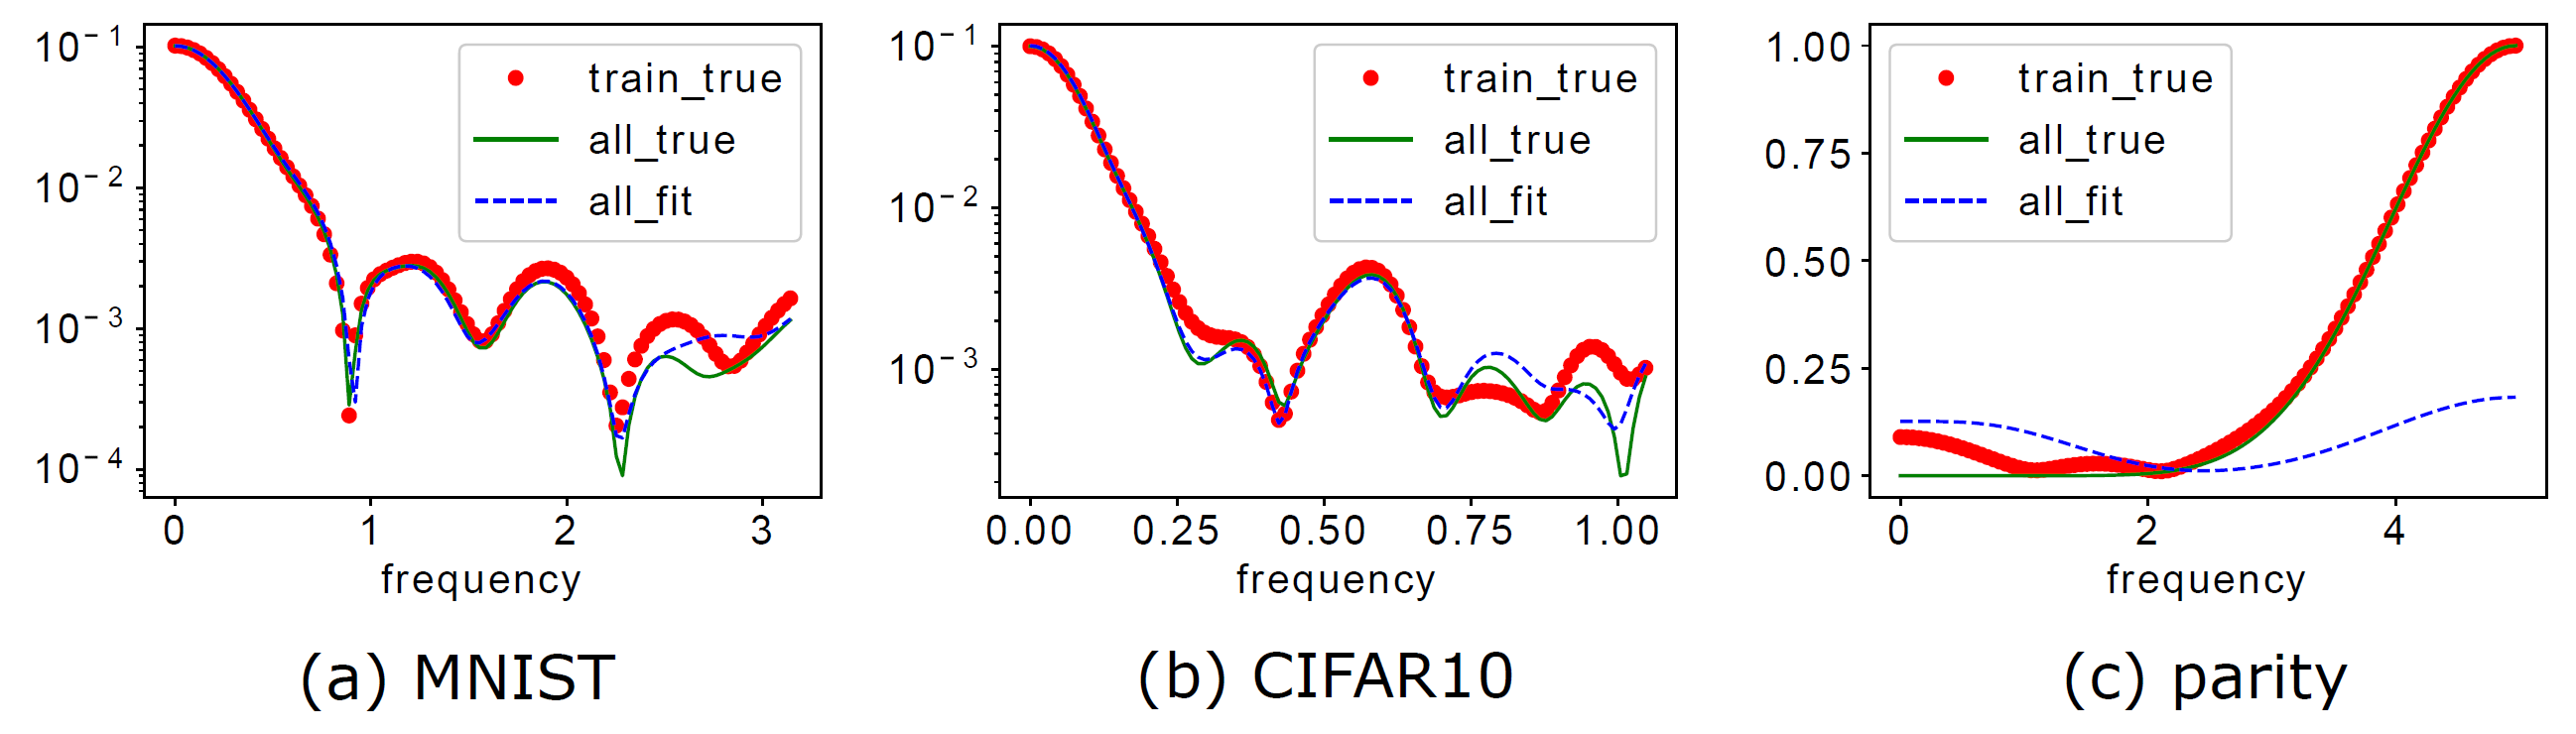 10⁻¹
10⁻²
10⁻³
10⁻⁴
train_true
all_true
all_fit
0 1 2 3
frequency
(a) MNIST
10⁻¹
10⁻²
10⁻³
train_true
all_true
all_fit
0.00 0.25 0.50 0.75 1.00
frequency
(b) CIFAR10
1.00
0.75
0.50
0.25
0.00
train_true
all_true
all_fit
0 2 4
frequency
(c) parity